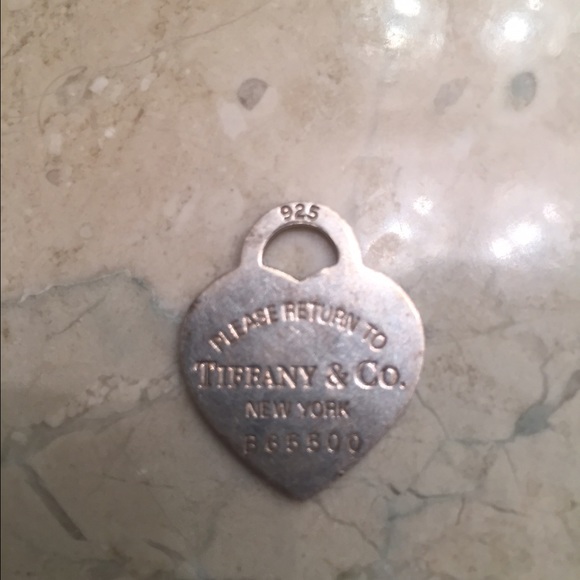 925
PLEASE RETURN TO
TIFFANY & CO.
NEW YORK